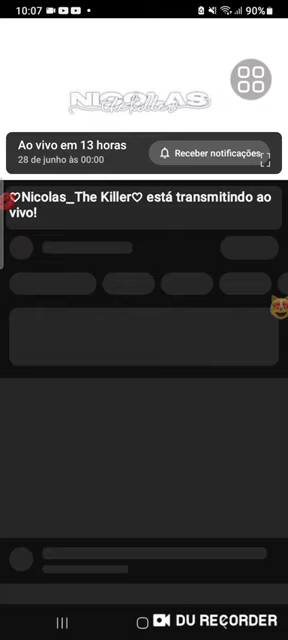 10:07
90%
NICOLAS
the killer
Ao vivo em 13 horas
28 de junho às 00:00
Receber notificações
♡Nicolas_The Killer♡ está transmitindo ao
vivo!
DU RECORDER